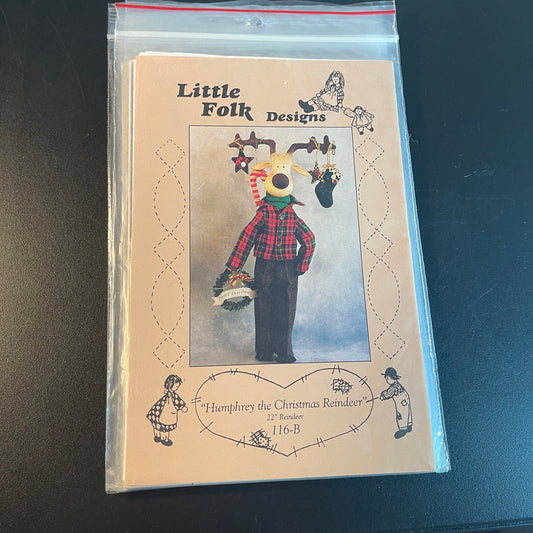 Little
Folk Designs
"Humphrey the Christmas Reindeer"
22" Reindeer
116-B